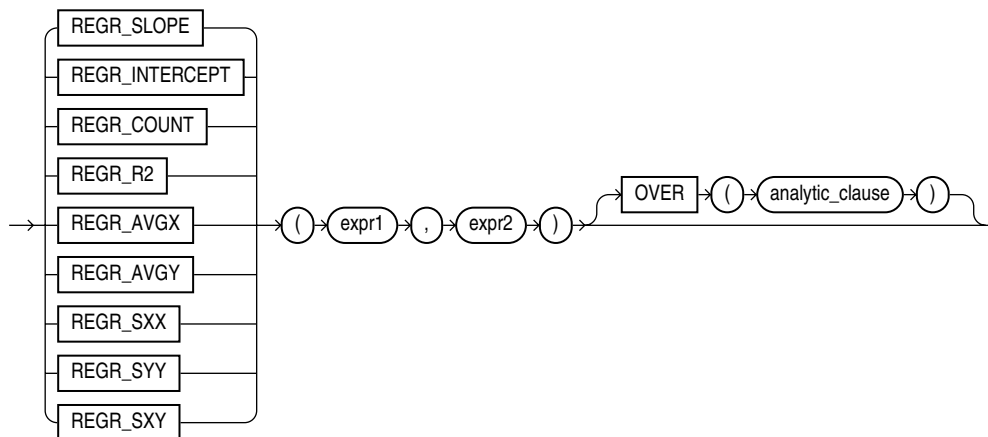 REGR_SLOPE
REGR_INTERCEPT
REGR_COUNT
REGR_R2
OVER ( analytic_clause )
REGR_AVGX ( expr1 , expr2 )
REGR_AVGY
REGR_SXX
REGR_SYY
REGR_SXY